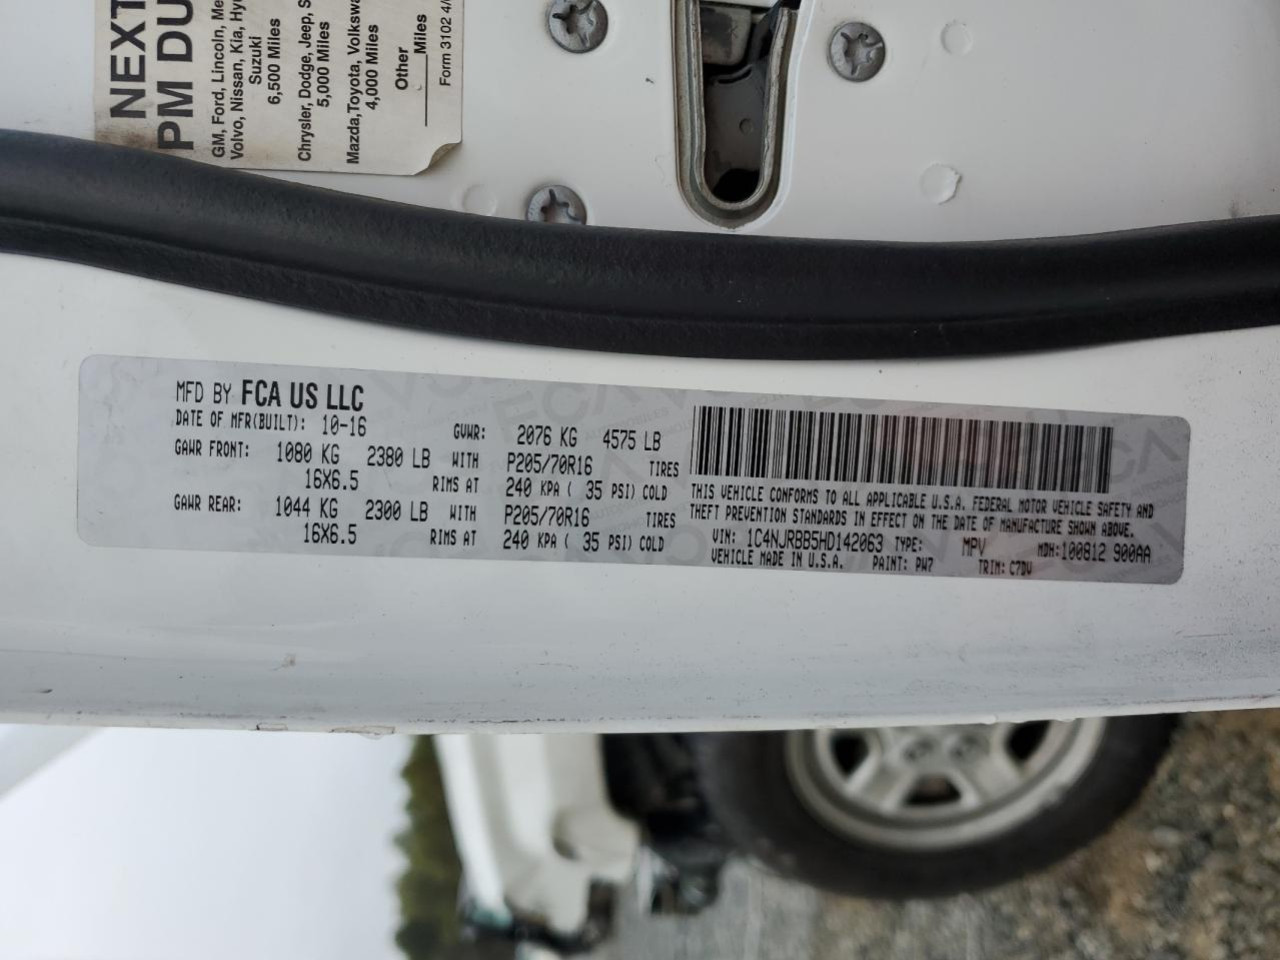 NEXT
PM DU
GM, Ford, Lincoln, Me
Volvo, Nissan, Kia, Hyu
Suzuki
6,500 Miles
Chrysler, Dodge, Jeep, S
5,000 Miles
Mazda, Toyota, Volksw
4,000 Miles
Other
Miles
Form 3102 4/
MFD BY FCA US LLC
DATE OF MFR(BUILT): 10-16 GVWR: 2076 KG 4575 LB
GAWR FRONT: 1080 KG 2380 LB WITH P205/70R16 TIRES
16X6.5 RIMS AT 240 KPA ( 35 PSI) COLD
GAWR REAR: 1044 KG 2300 LB WITH P205/70R16 TIRES
16X6.5 RIMS AT 240 KPA ( 35 PSI) COLD
THIS VEHICLE CONFORMS TO ALL APPLICABLE U.S.A. FEDERAL MOTOR VEHICLE SAFETY AND
THEFT PREVENTION STANDARDS IN EFFECT ON THE DATE OF MANUFACTURE SHOWN ABOVE.
VIN: 1C4NJRBB5HD142063 TYPE: MPV MDH:100812 900AA
VEHICLE MADE IN U.S.A. PAINT: PW7 TRIM: C7DV